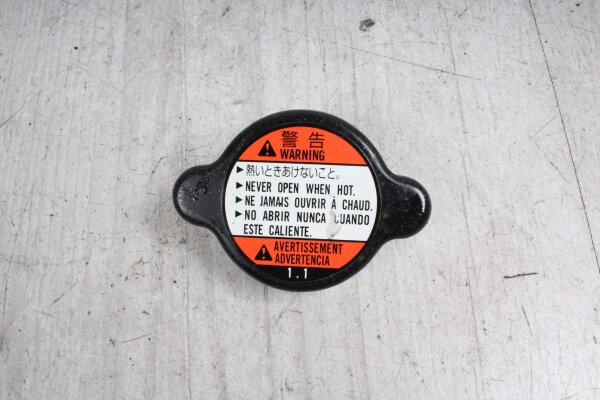 警告
WARNING
▶熱いときあけないこと。
▶NEVER OPEN WHEN HOT.
▶NE JAMAIS OUVRIR À CHAUD.
▶NO ABRIR NUNCA CUANDO
ESTE CALIENTE.
AVERTISSEMENT
ADVERTENCIA
1.1